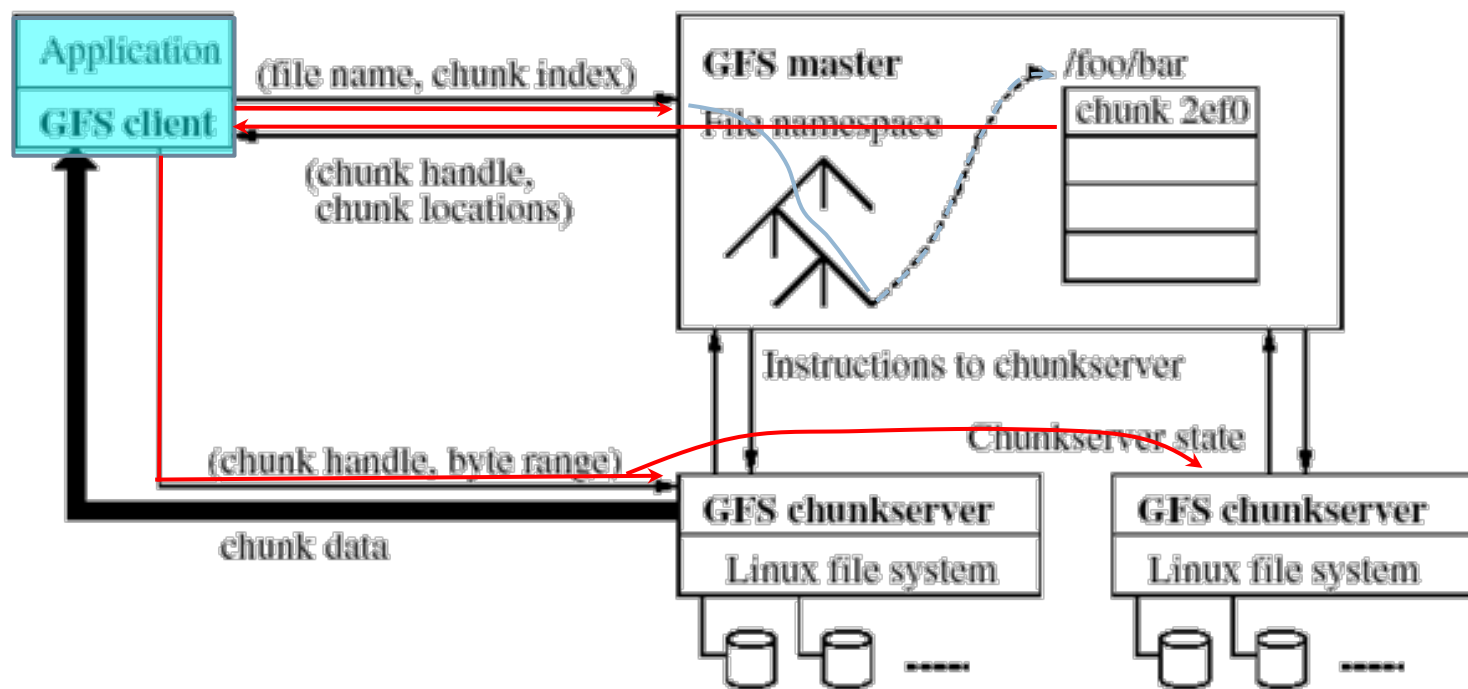 Application
GFS client
(file name, chunk index)
(chunk handle,
chunk locations)
GFS master
File namespace
/foo/bar
chunk 2ef0
Instructions to chunkserver
Chunkserver state
(chunk handle, byte range)
chunk data
GFS chunkserver
Linux file system
GFS chunkserver
Linux file system